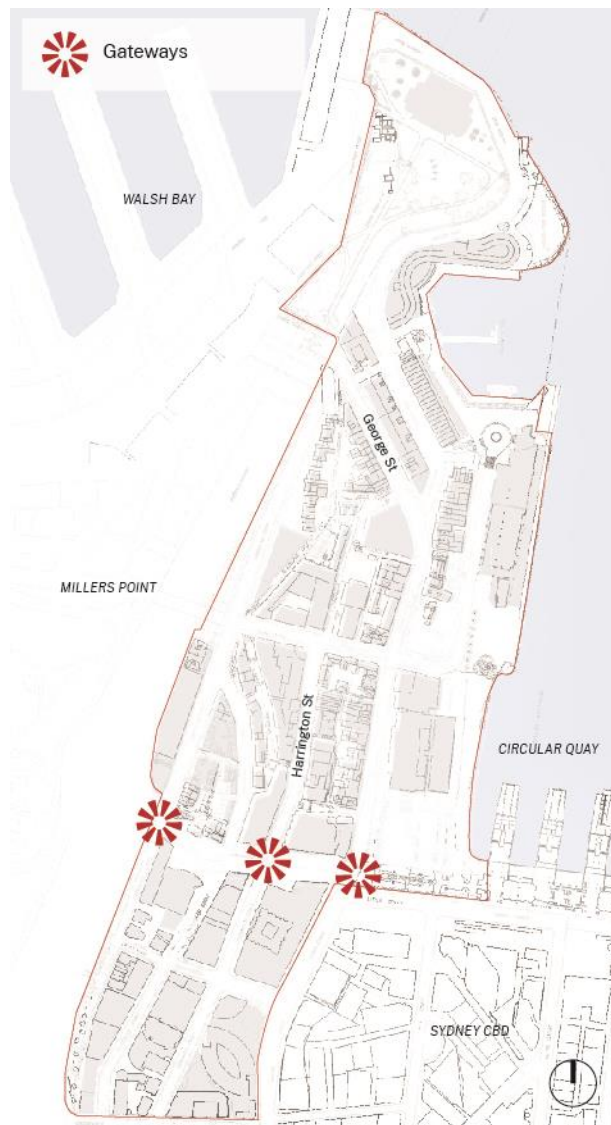 Gateways
WALSH BAY
George St
MILLERS POINT
Harrington St
CIRCULAR QUAY
SYDNEY CBD